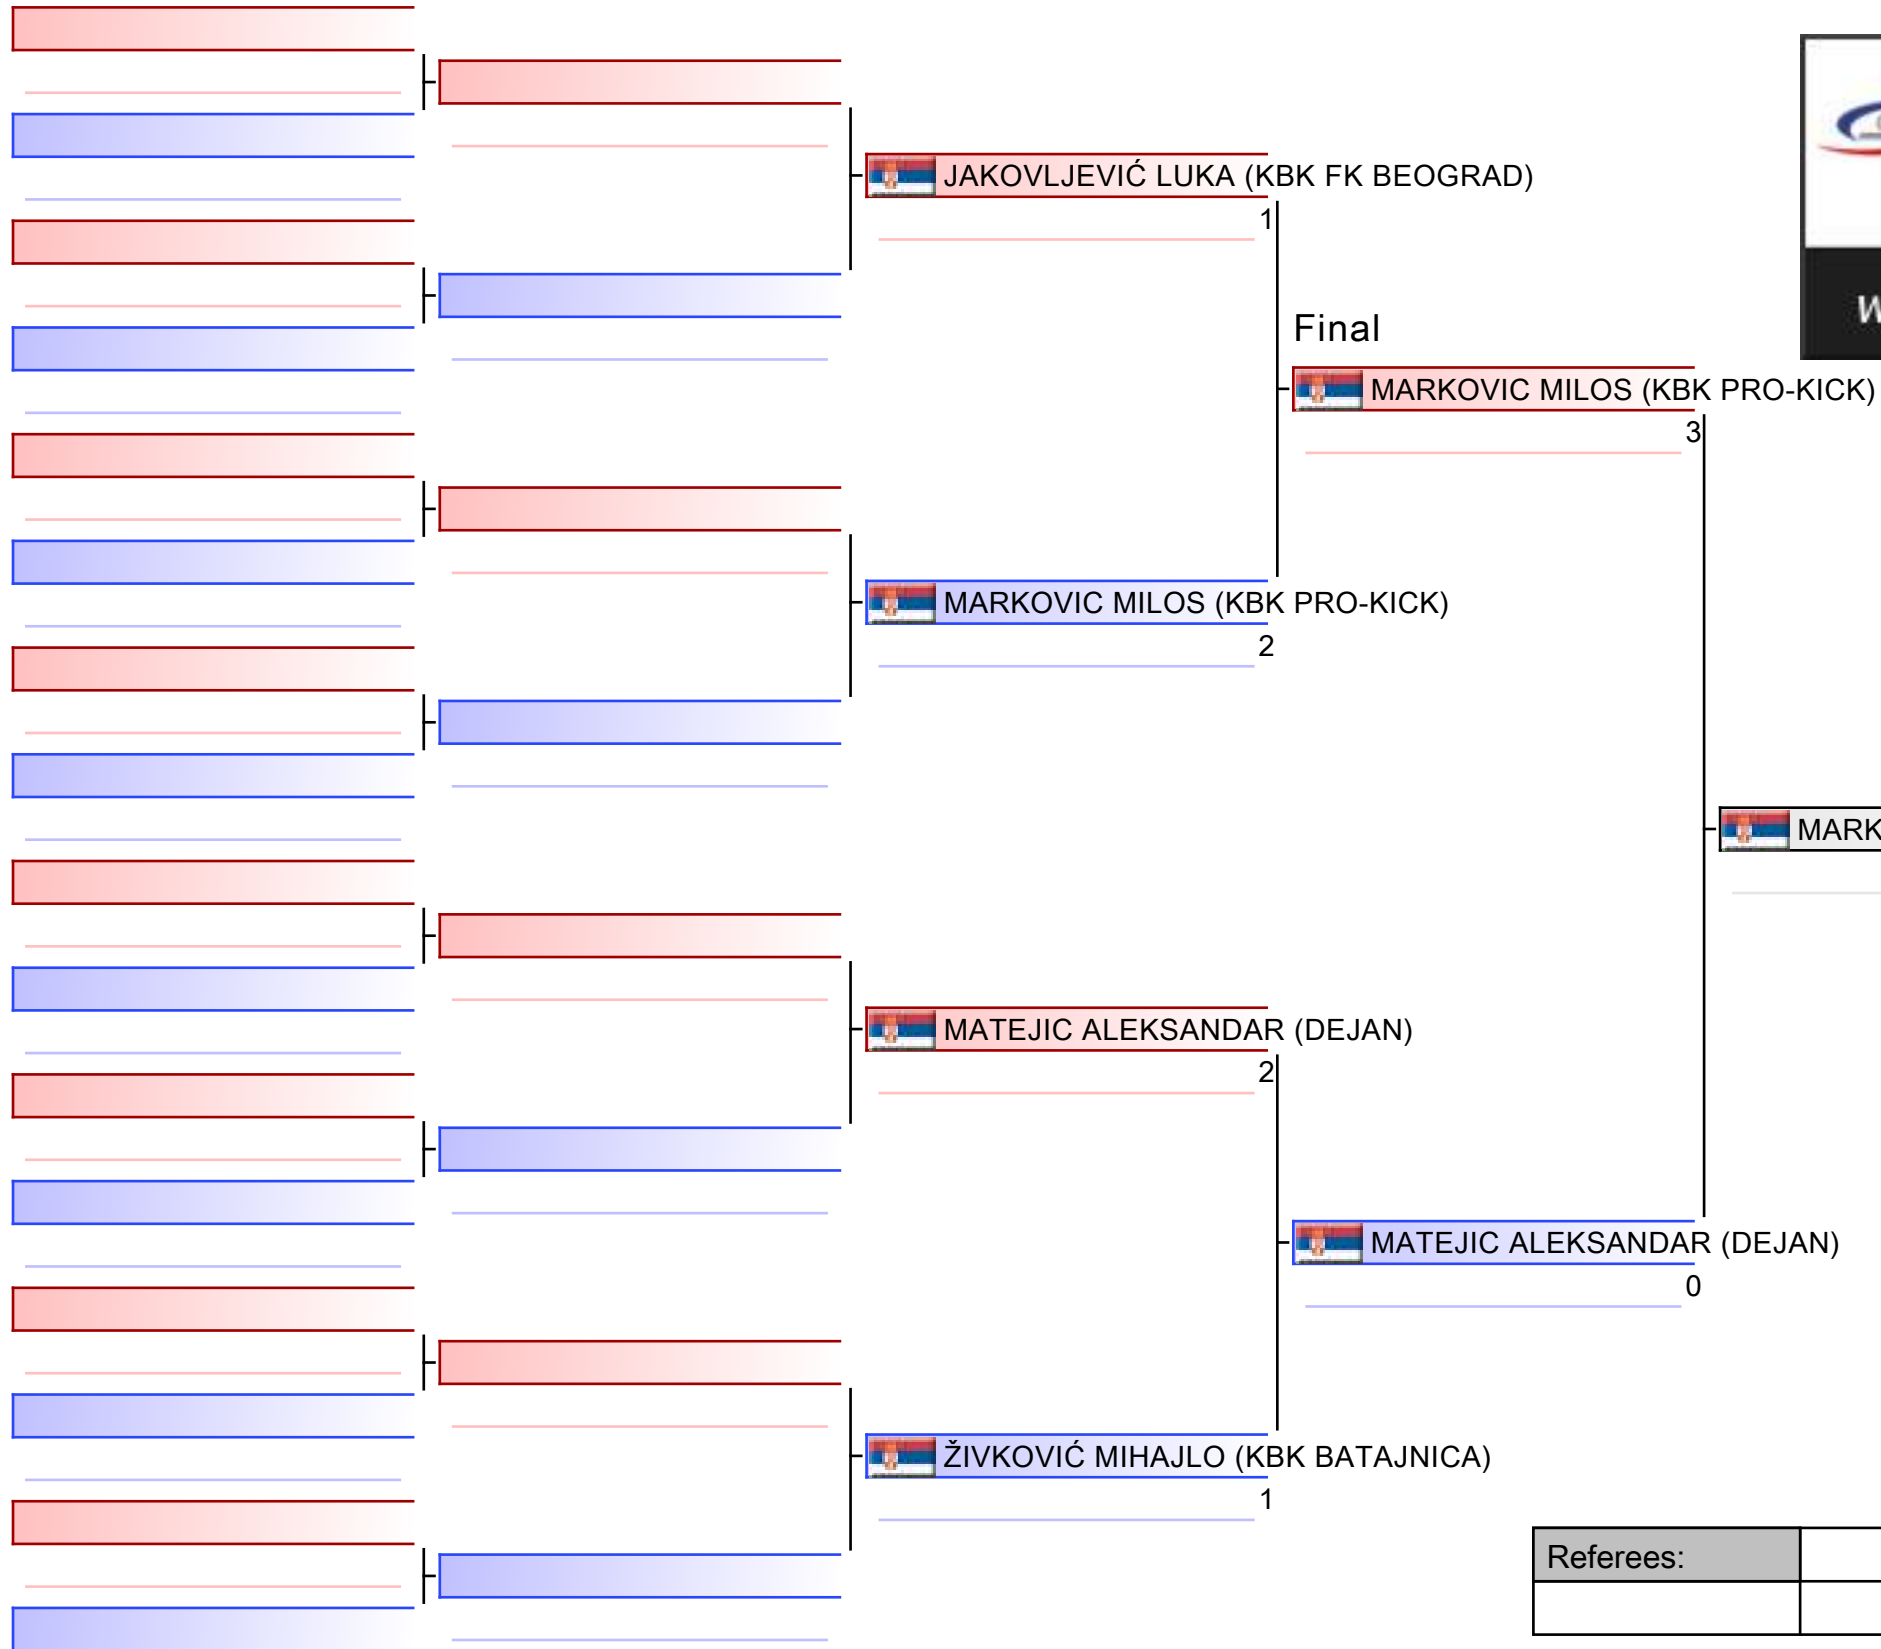 JAKOVLJEVIĆ LUKA (KBK FK BEOGRAD)
1
Final
MARKOVIC MILOS (KBK PRO-KICK)
3
MARKOVIC MILOS (KBK PRO-KICK)
2
MARK
MATEJIC ALEKSANDAR (DEJAN)
2
MATEJIC ALEKSANDAR (DEJAN)
0
ŽIVKOVIĆ MIHAJLO (KBK BATAJNICA)
1
Referees: